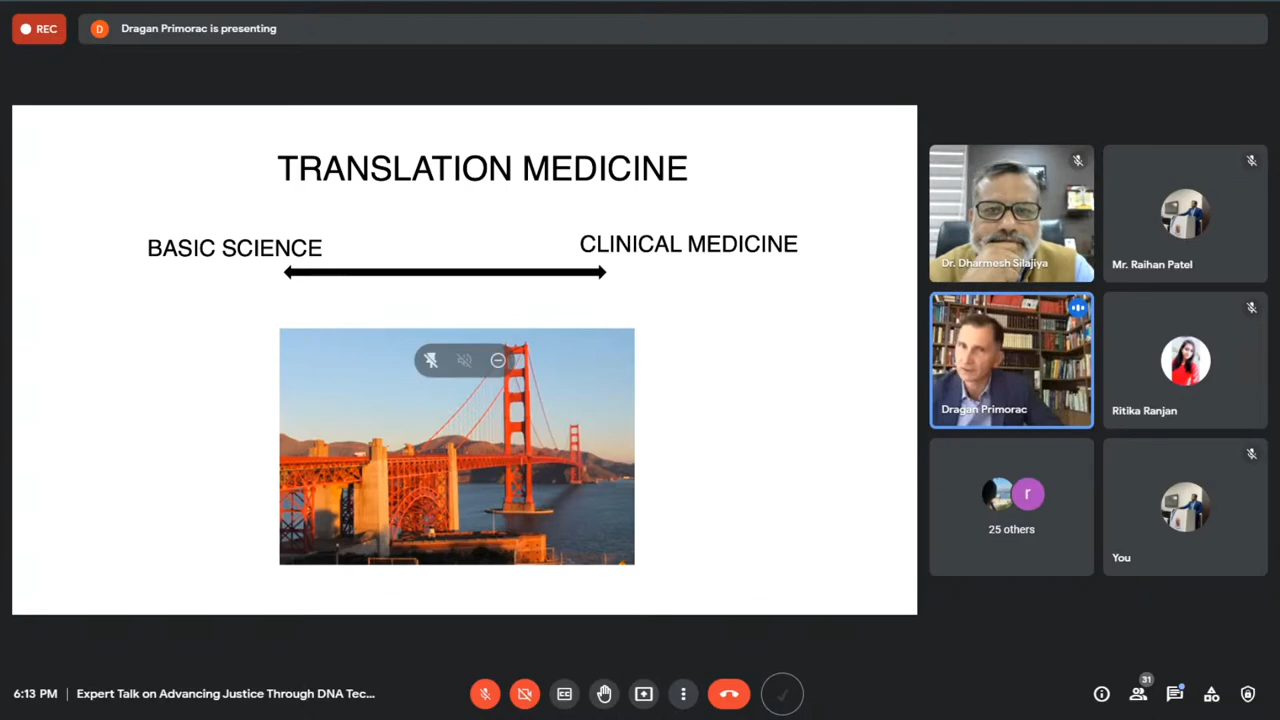 REC
D
Dragan Primorac is presenting
TRANSLATION MEDICINE
BASIC SCIENCE
CLINICAL MEDICINE
Dr. Dharmesh Silajiya
Mr. Raihan Patel
Dragan Primorac
Ritika Ranjan
r
25 others
You
6:13 PM | Expert Talk on Advancing Justice Through DNA Tec...
CC
31